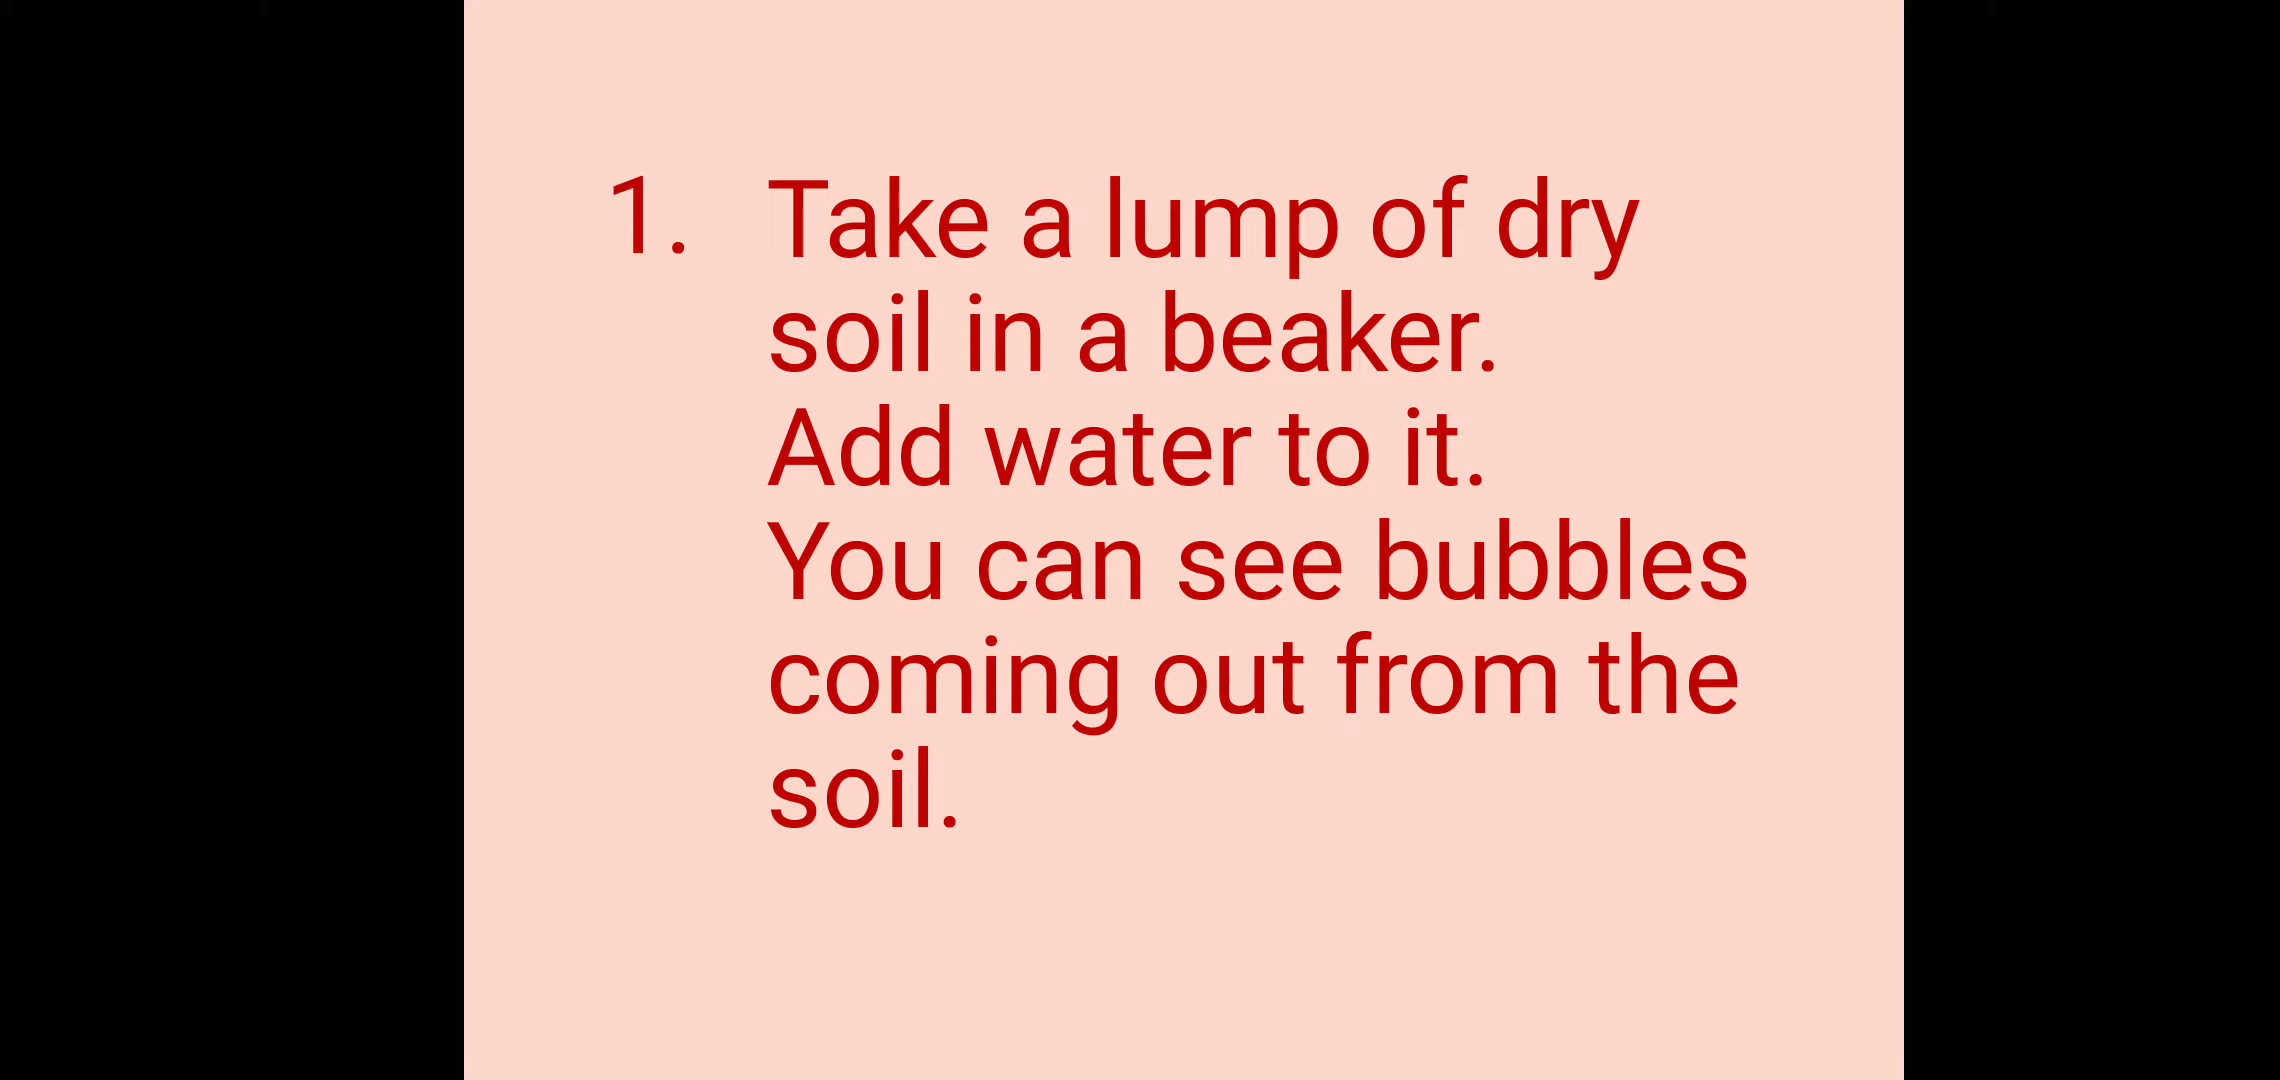 1. Take a lump of dry
soil in a beaker.
Add water to it.
You can see bubbles
coming out from the
soil.